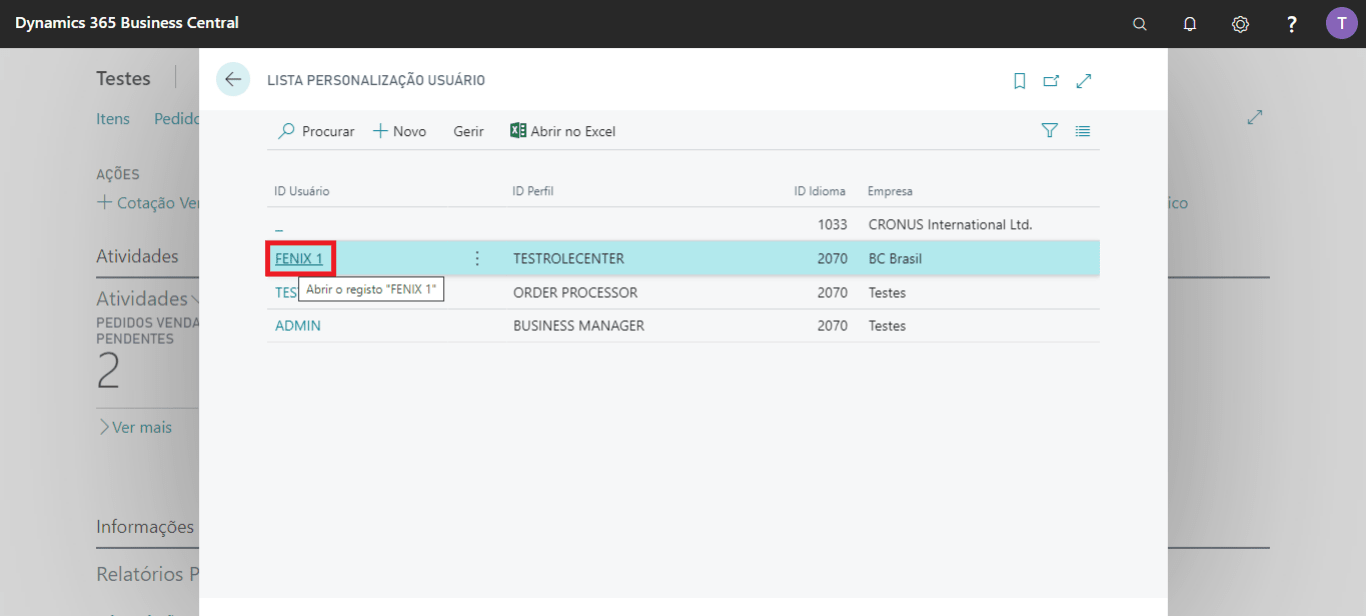 Dynamics 365 Business Central
?
T
Testes
Itens Pedido
AÇÕES
+ Cotação Ver
Atividades
Atividades
PEDIDOS VENDA
PENDENTES
2
Ver mais
Informações
Relatórios P
LISTA PERSONALIZAÇÃO USUÁRIO
Procurar + Novo Gerir Abrir no Excel
ID Usuário ID Perfil ID Idioma Empresa
_ 1033 CRONUS International Ltd.
FENIX 1 TESTROLECENTER 2070 BC Brasil
Abrir o registo "FENIX 1"
TES ORDER PROCESSOR 2070 Testes
ADMIN BUSINESS MANAGER 2070 Testes
ico